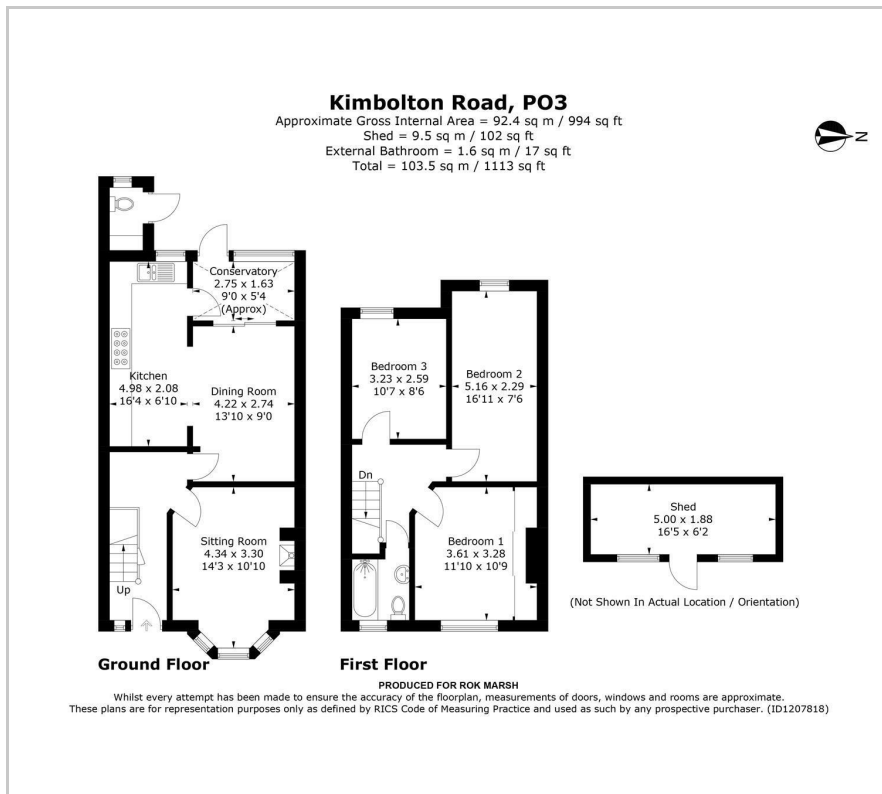 Kimbolton Road, PO3
Approximate Gross Internal Area = 92.4 sq m / 994 sq ft
Shed = 9.5 sq m / 102 sq ft
External Bathroom = 1.6 sq m / 17 sq ft
Total = 103.5 sq m / 1113 sq ft
N
Conservatory
2.75 x 1.63
9'0 x 5'4
(Approx)
Kitchen
4.98 x 2.08
16'4 x 6'10
Dining Room
4.22 x 2.74
13'10 x 9'0
Sitting Room
4.34 x 3.30
14'3 x 10'10
Up
Ground Floor
Bedroom 3
3.23 x 2.59
10'7 x 8'6
Bedroom 2
5.16 x 2.29
16'11 x 7'6
Dn
Bedroom 1
3.61 x 3.28
11'10 x 10'9
First Floor
Shed
5.00 x 1.88
16'5 x 6'2
(Not Shown In Actual Location / Orientation)
PRODUCED FOR ROK MARSH
Whilst every attempt has been made to ensure the accuracy of the floorplan, measurements of doors, windows and rooms are approximate.
These plans are for representation purposes only as defined by RICS Code of Measuring Practice and used as such by any prospective purchaser. (ID1207818)